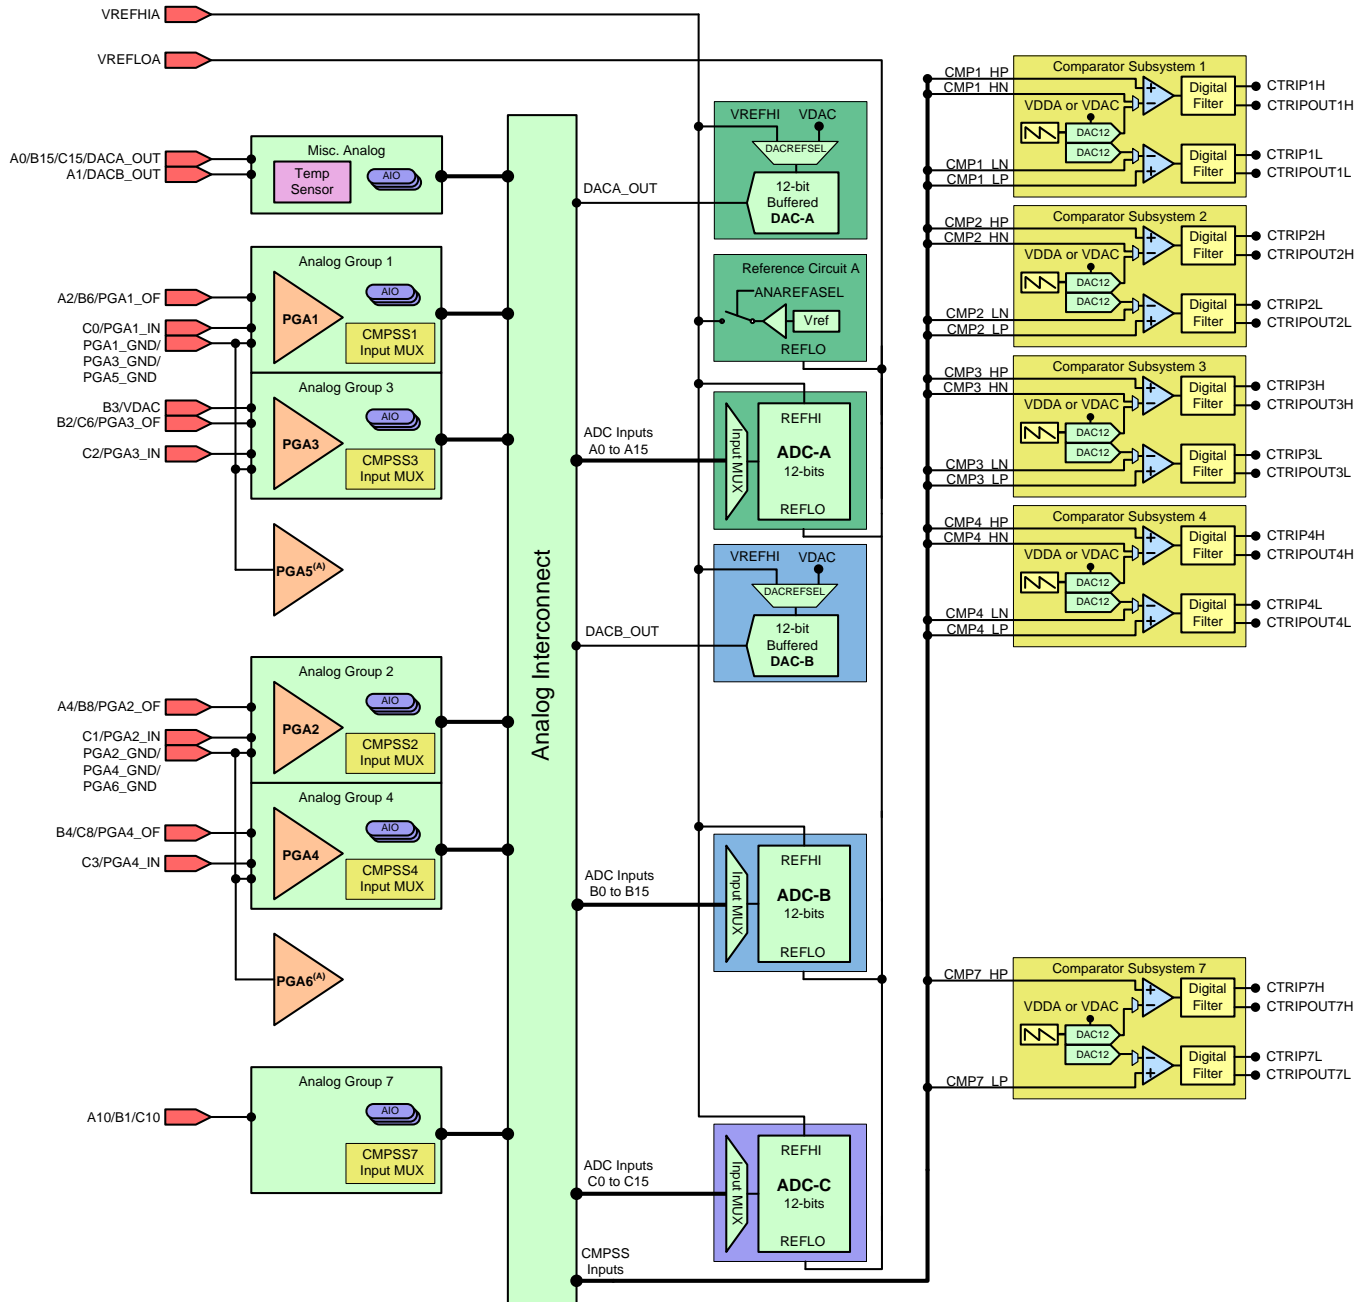 VREFHIA
VREFLOA
Misc. Analog
A0/B15/C15/DACA_OUT
A1/DACB_OUT
Temp
Sensor
AIO
Analog Group 1
A2/B6/PGA1_OF
C0/PGA1_IN
PGA1_GND/
PGA3_GND/
PGA5_GND
PGA1
AIO
CMPSS1
Input MUX
Analog Group 3
B3/VDAC
B2/C6/PGA3_OF
C2/PGA3_IN
PGA3
AIO
CMPSS3
Input MUX
PGA5(A)
Analog Group 2
A4/B8/PGA2_OF
C1/PGA2_IN
PGA2_GND/
PGA4_GND/
PGA6_GND
PGA2
AIO
CMPSS2
Input MUX
Analog Group 4
B4/C8/PGA4_OF
C3/PGA4_IN
PGA4
AIO
CMPSS4
Input MUX
PGA6(A)
Analog Group 7
A10/B1/C10
AIO
CMPSS7
Input MUX
Analog Interconnect
VREFHI
VDAC
DACREFSEL
DACA_OUT
12-bit
Buffered
DAC-A
Reference Circuit A
ANAREFASEL
Vref
REFLO
ADC Inputs
A0 to A15
Input MUX
REFHI
ADC-A
12-bits
REFLO
VREFHI
VDAC
DACREFSEL
DACB_OUT
12-bit
Buffered
DAC-B
ADC Inputs
B0 to B15
Input MUX
REFHI
ADC-B
12-bits
REFLO
ADC Inputs
C0 to C15
Input MUX
REFHI
ADC-C
12-bits
REFLO
CMPSS
Inputs
Comparator Subsystem 1
CMP1_HP
CMP1_HN
VDDA or VDAC
DAC12
DAC12
CMP1_LN
CMP1_LP
Digital
Filter
Digital
Filter
CTRIP1H
CTRIPOUT1H
CTRIP1L
CTRIPOUT1L
Comparator Subsystem 2
CMP2_HP
CMP2_HN
VDDA or VDAC
DAC12
DAC12
CMP2_LN
CMP2_LP
Digital
Filter
Digital
Filter
CTRIP2H
CTRIPOUT2H
CTRIP2L
CTRIPOUT2L
Comparator Subsystem 3
CMP3_HP
CMP3_HN
VDDA or VDAC
DAC12
DAC12
CMP3_LN
CMP3_LP
Digital
Filter
Digital
Filter
CTRIP3H
CTRIPOUT3H
CTRIP3L
CTRIPOUT3L
Comparator Subsystem 4
CMP4_HP
CMP4_HN
VDDA or VDAC
DAC12
DAC12
CMP4_LN
CMP4_LP
Digital
Filter
Digital
Filter
CTRIP4H
CTRIPOUT4H
CTRIP4L
CTRIPOUT4L
Comparator Subsystem 7
CMP7_HP
VDDA or VDAC
DAC12
DAC12
CMP7_LP
Digital
Filter
Digital
Filter
CTRIP7H
CTRIPOUT7H
CTRIP7L
CTRIPOUT7L